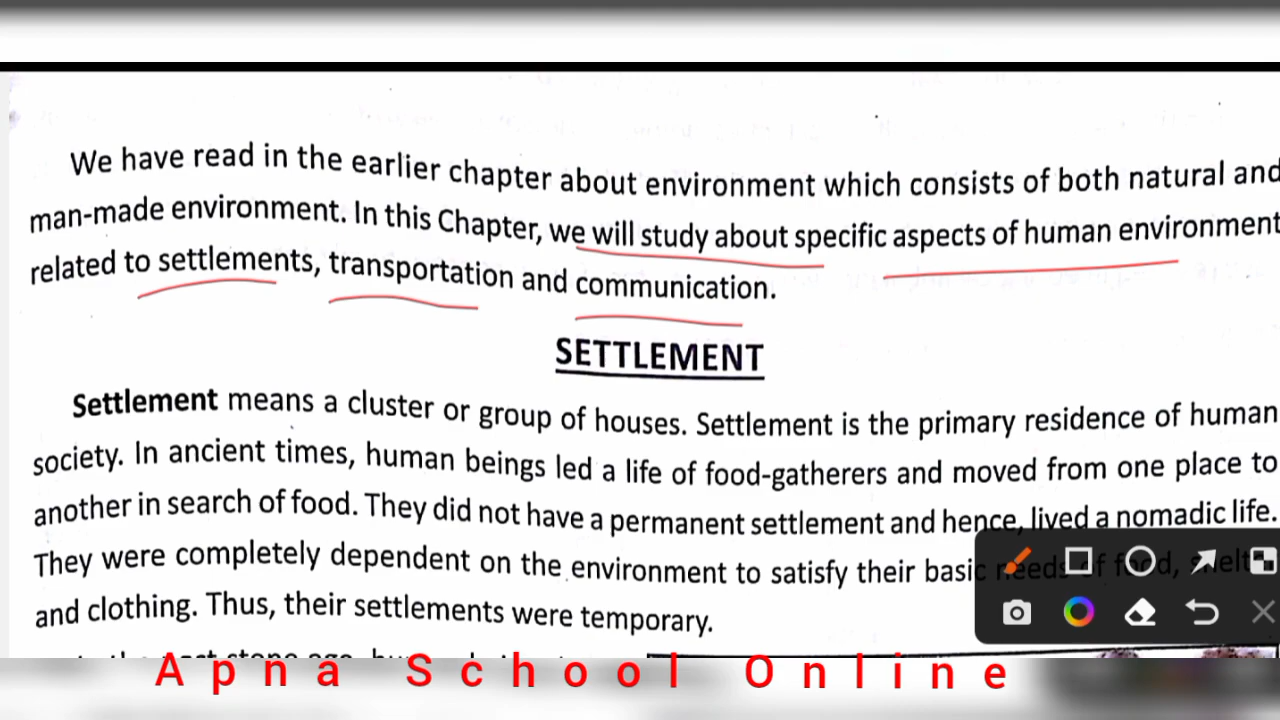 We have read in the earlier chapter about environment which consists of both natural and
man-made environment. In this Chapter, we will study about specific aspects of human environment
related to settlements, transportation and communication.
SETTLEMENT
Settlement means a cluster or group of houses. Settlement is the primary residence of human
society. In ancient times, human beings led a life of food-gatherers and moved from one place to
another in search of food. They did not have a permanent settlement and hence, lived a nomadic life.
They were completely dependent on the environment to satisfy their basic needs of food,
and clothing. Thus, their settlements were temporary.
Apna School Online